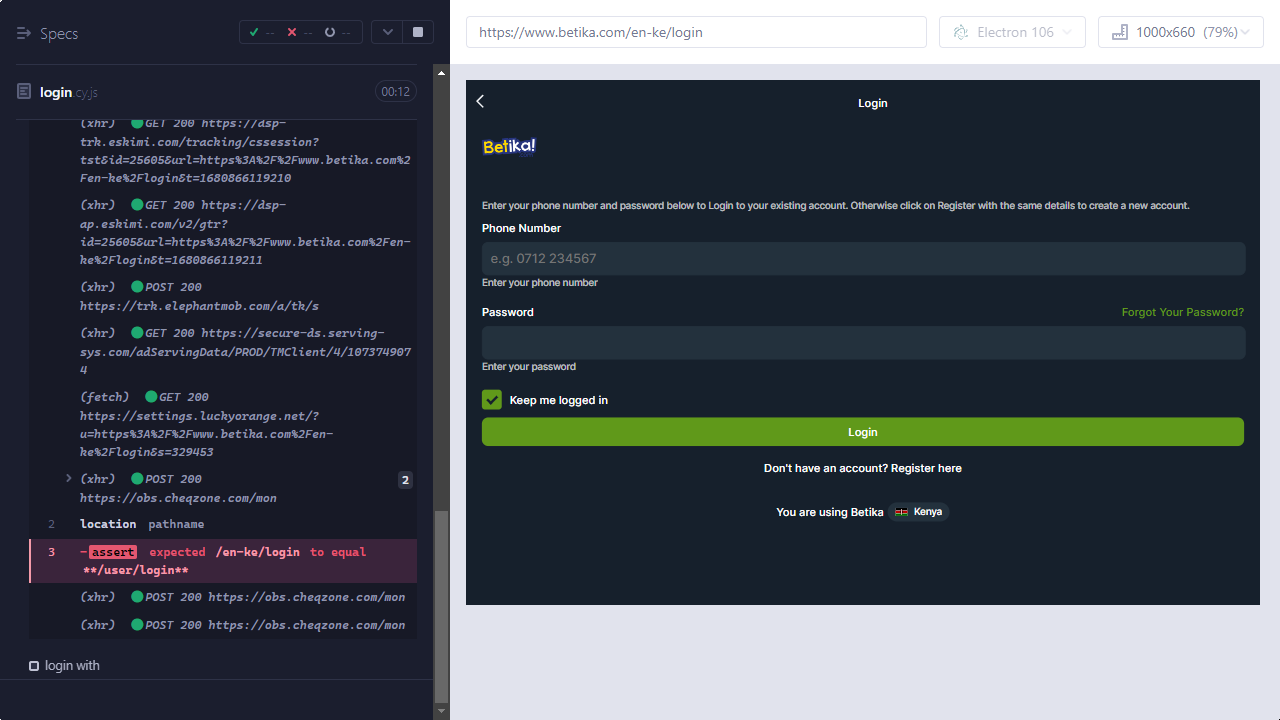 Specs
-- -- --
login.cy.js 00:12
(xhr) GET 200 https://dsp-
trk.eskimi.com/tracking/cssession?
tst&id=25605&url=https%3A%2F%2Fwww.betika.com%2
Fen-ke%2Flogin&t=1680866119210
(xhr) GET 200 https://dsp-
ap.eskimi.com/v2/gtr?
id=25605&url=https%3A%2F%2Fwww.betika.com%2Fen-
ke%2Flogin&t=1680866119211
(xhr) POST 200
https://trk.elephantmob.com/a/tk/s
(xhr) GET 200 https://secure-ds.serving-
sys.com/adServingData/PROD/TMClient/4/107374907
4
(fetch) GET 200
https://settings.luckyorange.net/?
u=https%3A%2F%2Fwww.betika.com%2Fen-
ke%2Flogin&s=329453
(xhr) POST 200 2
https://obs.cheqzone.com/mon
2 location pathname
3 -assert expected /en-ke/login to equal
**/user/login**
(xhr) POST 200 https://obs.cheqzone.com/mon
(xhr) POST 200 https://obs.cheqzone.com/mon
login with
https://www.betika.com/en-ke/login
Electron 106
1000x660 (79%)
Login
Betika!
Enter your phone number and password below to Login to your existing account. Otherwise click on Register with the same details to create a new account.
Phone Number
e.g. 0712 234567
Enter your phone number
Password Forgot Your Password?
Enter your password
Keep me logged in
Login
Don't have an account? Register here
You are using Betika Kenya